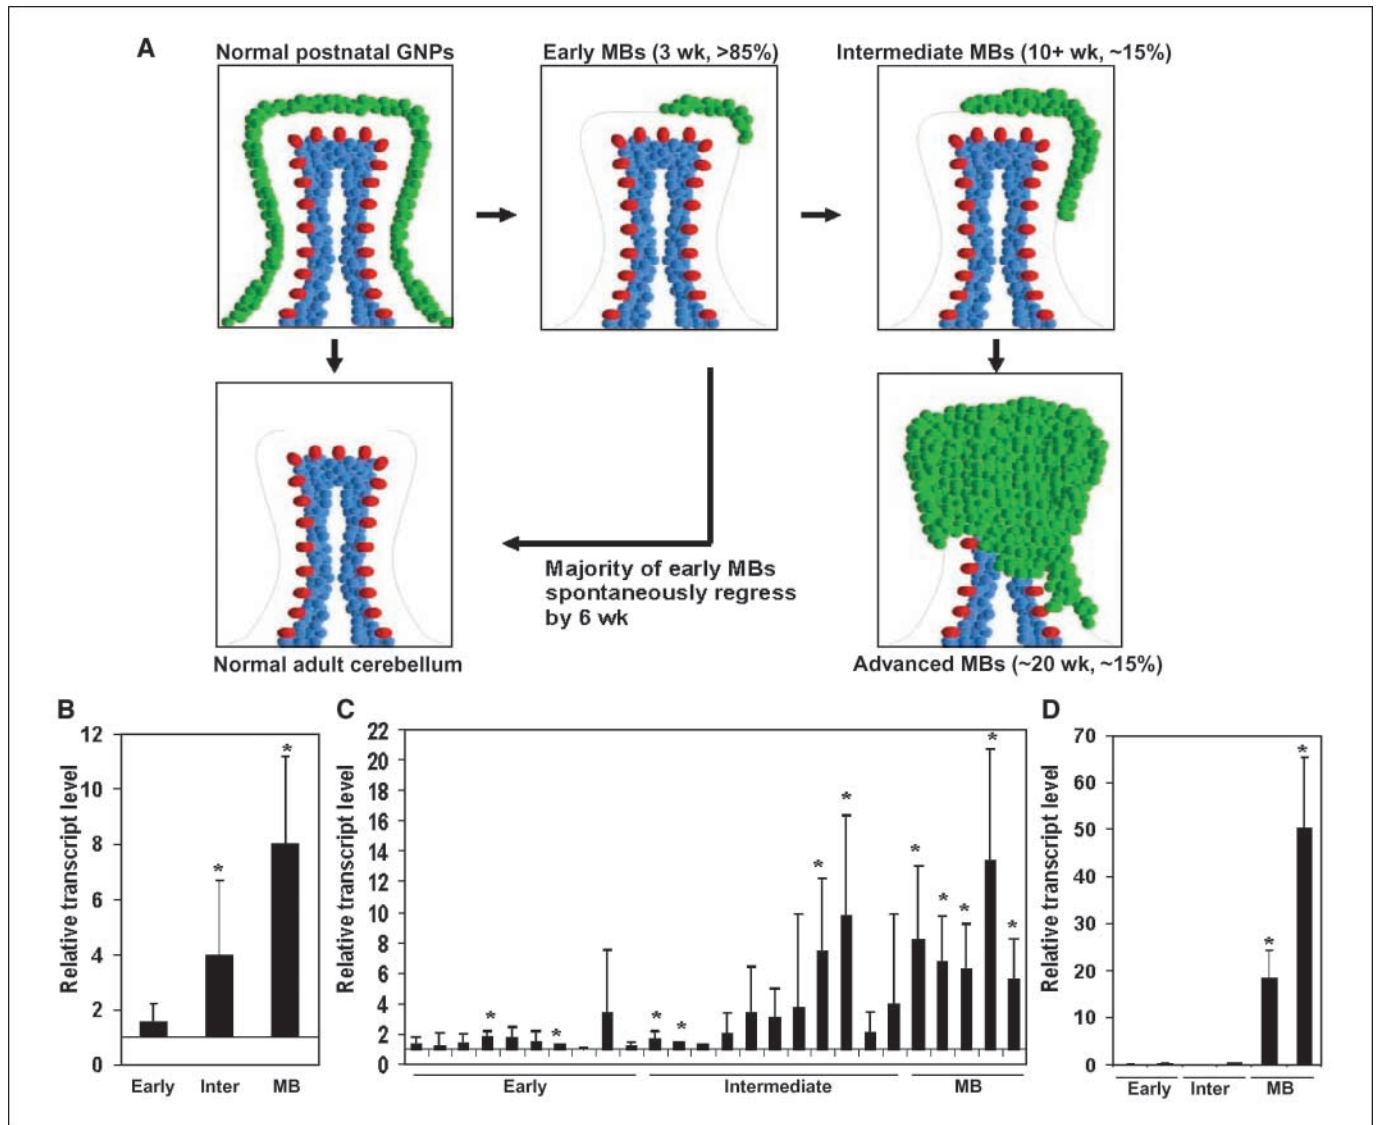 A
Normal postnatal GNPs
Early MBs (3 wk, >85%)
Intermediate MBs (10+ wk, ~15%)
Majority of early MBs
spontaneously regress
by 6 wk
Normal adult cerebellum
Advanced MBs (~20 wk, ~15%)
B
Relative transcript level
12
10
8
6
4
2
0
*
*
Early
Inter
MB
C
Relative transcript level
22
20
18
16
14
12
10
8
6
4
2
0
*
*
*
*
*
*
*
*
*
*
*
Early
Intermediate
MB
D
Relative transcript level
70
60
50
40
30
20
10
0
*
*
Early
Inter
MB